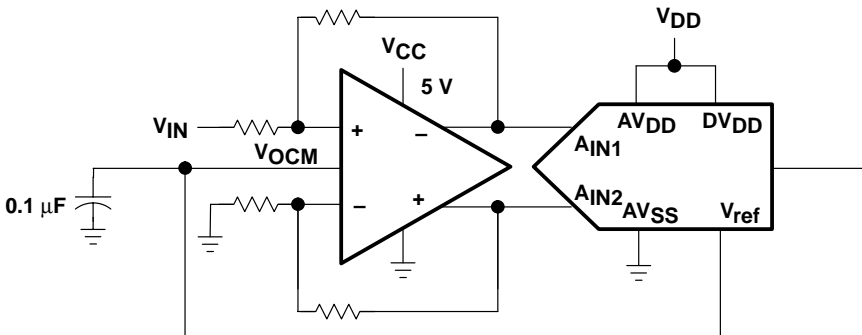 VDD
VCC
5 V
VIN
+
−
AVDD
DVDD
VOCM
AIN1
0.1 µF
−
+
AIN2
AVSS
Vref